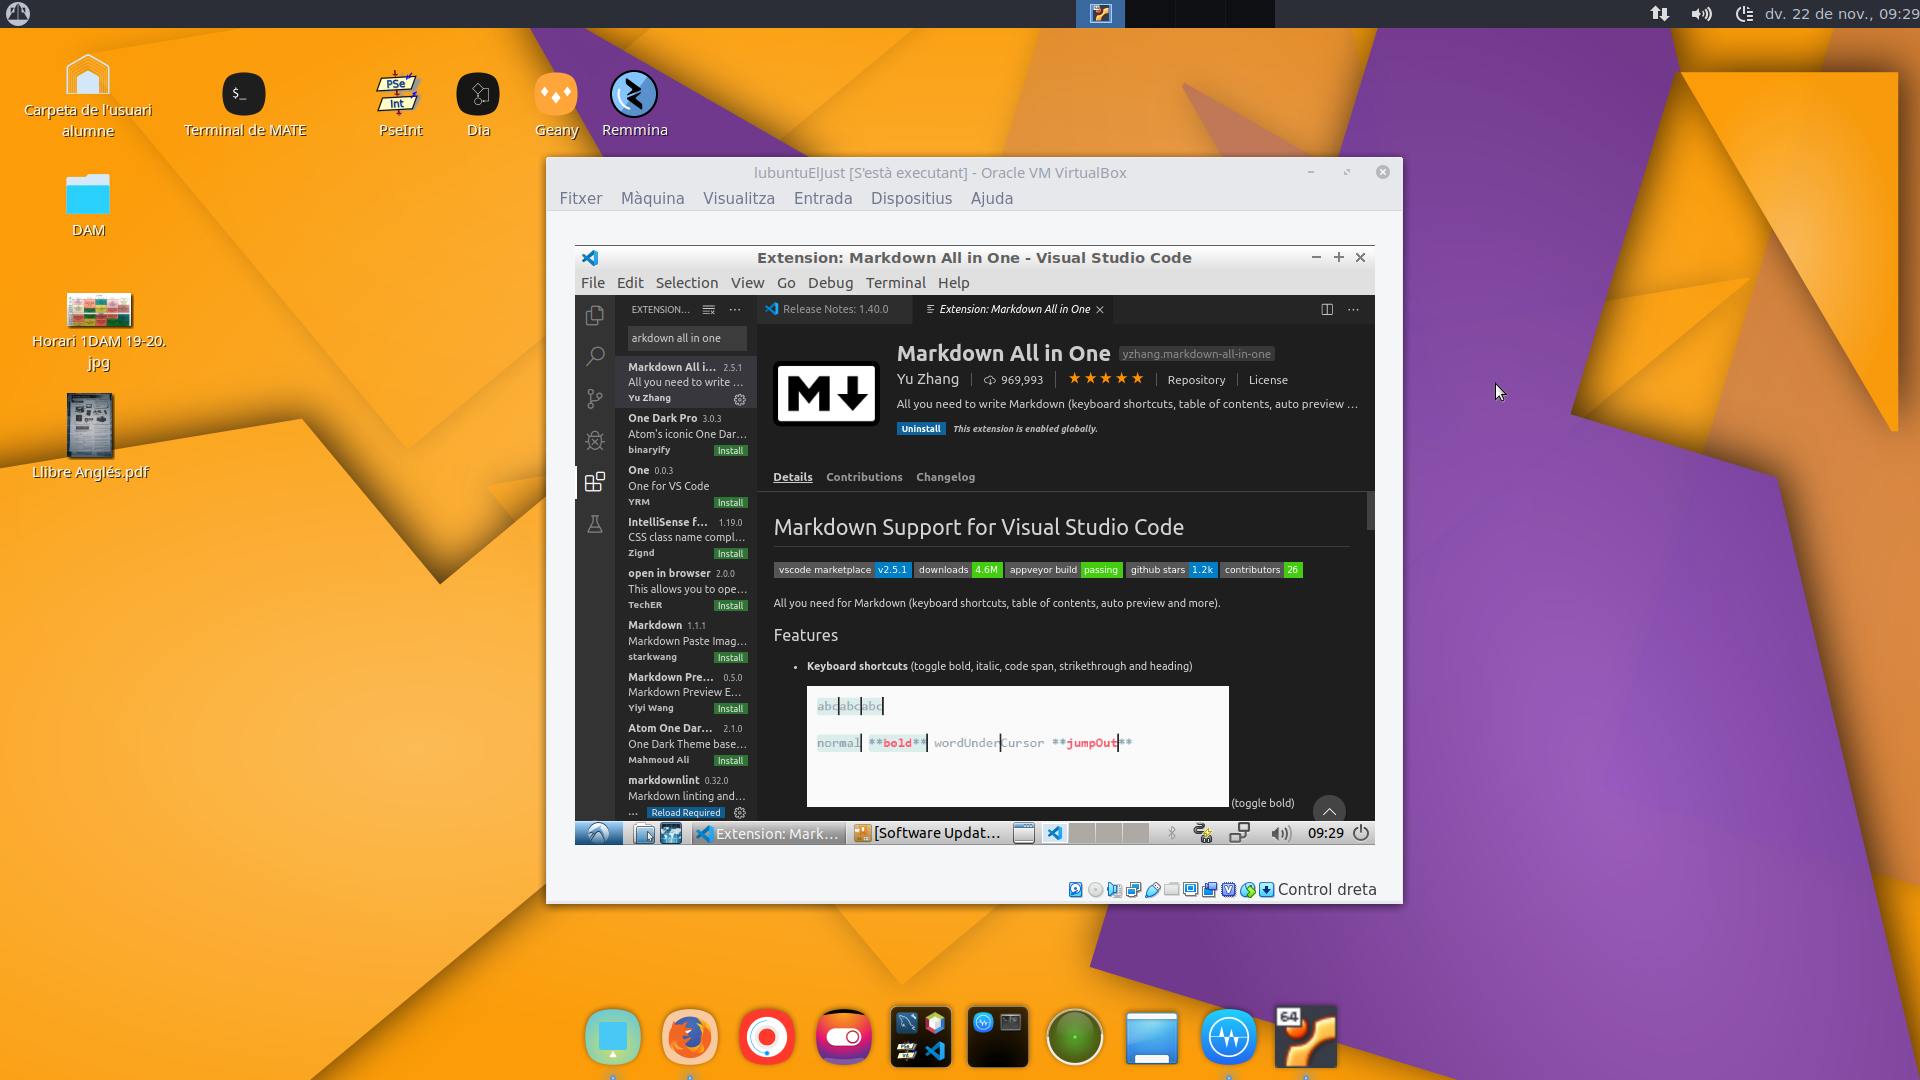 dv. 22 de nov., 09:29
Carpeta de l'usuari
alumne
$_
Terminal de MATE
PSe
Int
PseInt
Dia
Geany
Remmina
DAM
Horari 1DAM 19-20.
jpg
Llibre Anglés.pdf
lubuntuElJust [S'està executant] - Oracle VM VirtualBox
Fitxer Màquina Visualitza Entrada Dispositius Ajuda
Extension: Markdown All in One - Visual Studio Code
File Edit Selection View Go Debug Terminal Help
EXTENSION...
arkdown all in one
Markdown All i... 2.5.1
All you need to write ...
Yu Zhang
One Dark Pro 3.0.3
Atom's iconic One Dar...
binaryify Install
One 0.0.3
One for VS Code
YRM Install
IntelliSense f... 1.19.0
CSS class name compl...
Zignd Install
open in browser 2.0.0
This allows you to ope...
TechER Install
Markdown 1.1.1
Markdown Paste Imag...
starkwang Install
Markdown Pre... 0.5.0
Markdown Preview E...
Yiyi Wang Install
Atom One Dar... 2.1.0
One Dark Theme base...
Mahmoud Ali Install
markdownlint 0.32.0
Markdown linting and...
... Reload Required
Release Notes: 1.40.0 Extension: Markdown All in One
M
Markdown All in One yzhang.markdown-all-in-one
Yu Zhang 969,993 Repository License
All you need to write Markdown (keyboard shortcuts, table of contents, auto preview ...
Uninstall This extension is enabled globally.
Details Contributions Changelog
Markdown Support for Visual Studio Code
vscode marketplace v2.5.1 downloads 4.6M appveyor build passing github stars 1.2k contributors 26
All you need for Markdown (keyboard shortcuts, table of contents, auto preview and more).
Features
• Keyboard shortcuts (toggle bold, italic, code span, strikethrough and heading)
abcabcabc
normal **bold** wordUnderCursor **jumpOut**
(toggle bold)
Extension: Mark... [Software Updat... 09:29
Control dreta
64